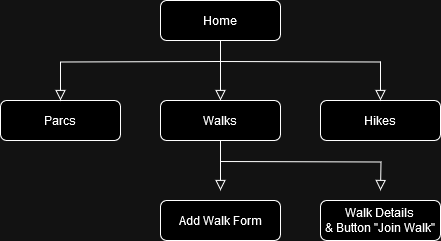 Home
Parcs
Walks
Hikes
Add Walk Form
Walk Details
& Button "Join Walk"